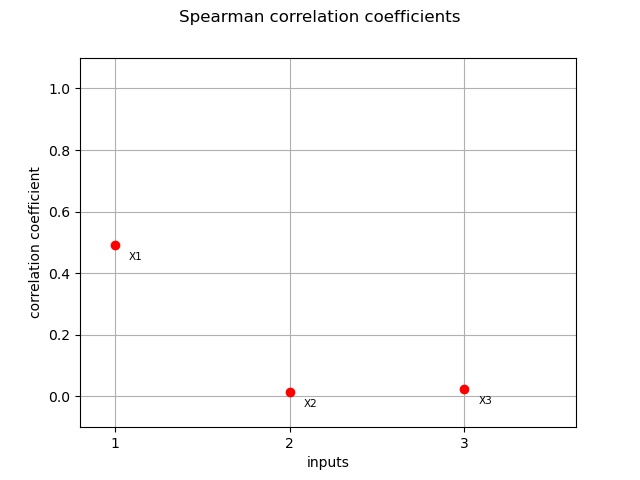 Spearman correlation coefficients
correlation coefficient
1.0
0.8
0.6
0.4
0.2
0.0
X1
X2
X3
1
2
3
inputs